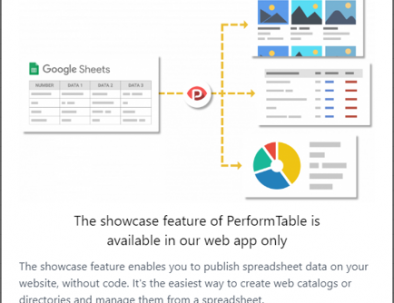 Google Sheets
NUMBER DATA 1 DATA 2 DATA 3
The showcase feature of PerformTable is
available in our web app only
The showcase feature enables you to publish spreadsheet data on your
website, without code. It's the easiest way to create web catalogs or
directories and manage them from a spreadsheet.